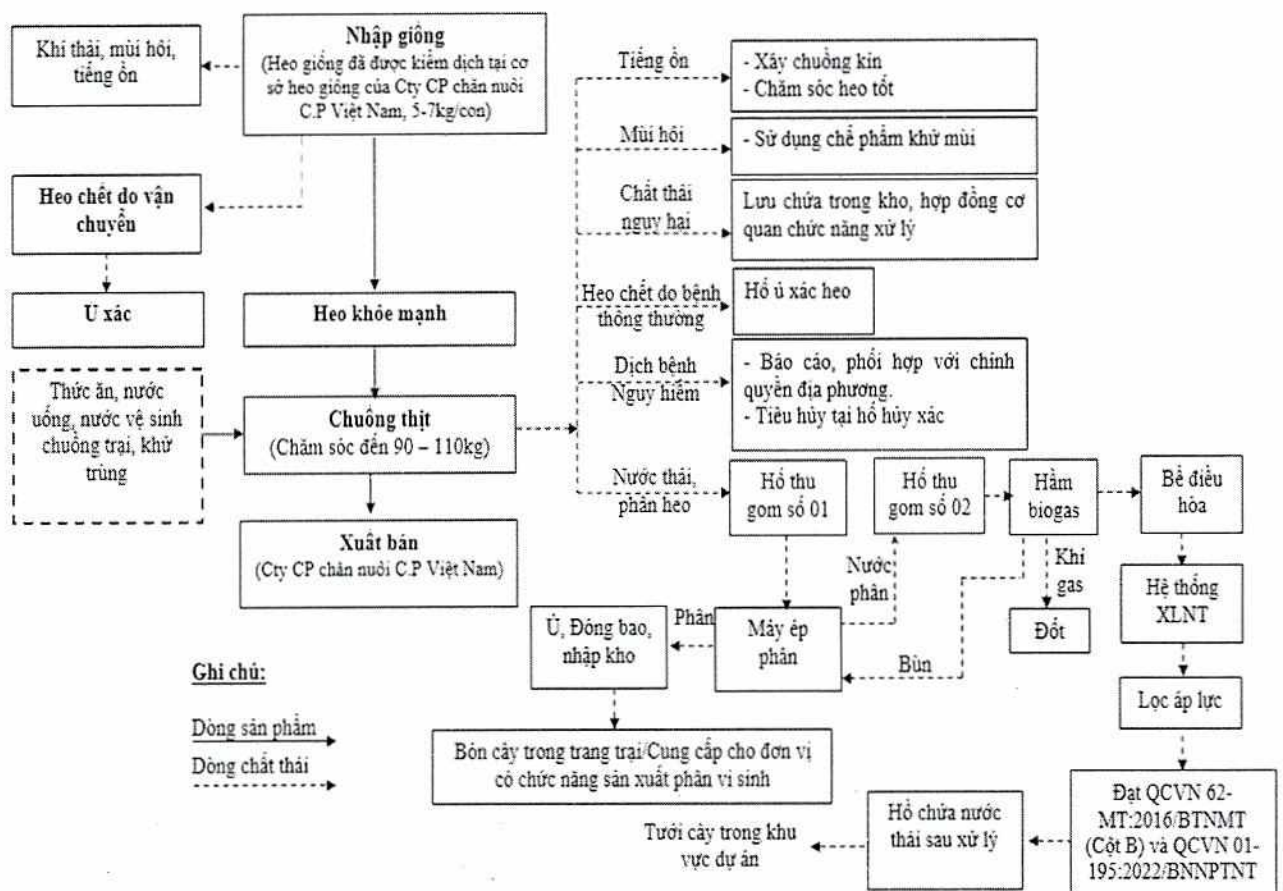 Khí thải, mùi hôi,
tiếng ồn
Nhập giống
(Heo giống đã được kiểm dịch tại cơ
sở heo giống của Cty CP chăn nuôi
C.P Việt Nam, 5-7kg/con)
Heo chết do vận
chuyển
Ủ xác
Heo khỏe mạnh
Thức ăn, nước
uống, nước vệ sinh
chuồng trại, khử
trùng
Chuồng thịt
(Chăm sóc đến 90 – 110kg)
Xuất bán
(Cty CP chăn nuôi C.P Việt Nam)
Tiếng ồn
- Xây chuồng kín
- Chăm sóc heo tốt
Mùi hôi
- Sử dụng chế phẩm khử mùi
Chất thải
nguy hại
Lưu chứa trong kho, hợp đồng cơ
quan chức năng xử lý
Heo chết do bệnh
thông thường
Hố ủ xác heo
Dịch bệnh
Nguy hiểm
- Báo cáo, phối hợp với chính
quyền địa phương.
- Tiêu hủy tại hố hủy xác
Nước thải,
phân heo
Hố thu
gom số 01
Hố thu
gom số 02
Hầm
biogas
Bể điều
hòa
Nước
phân
Khí
gas
Hệ thống
XLNT
Đốt
Phân
Ủ, Đóng bao,
nhập kho
Máy ép
phân
Bùn
Lọc áp lực
Ghi chú:
Dòng sản phẩm
Dòng chất thải
Bón cây trong trang trại/Cung cấp cho đơn vị
có chức năng sản xuất phân vi sinh
Đạt QCVN 62-
MT:2016/BTNMT
(Cột B) và QCVN 01-
195:2022/BNNPTNT
Hồ chứa nước
thải sau xử lý
Tưới cây trong khu
vực dự án